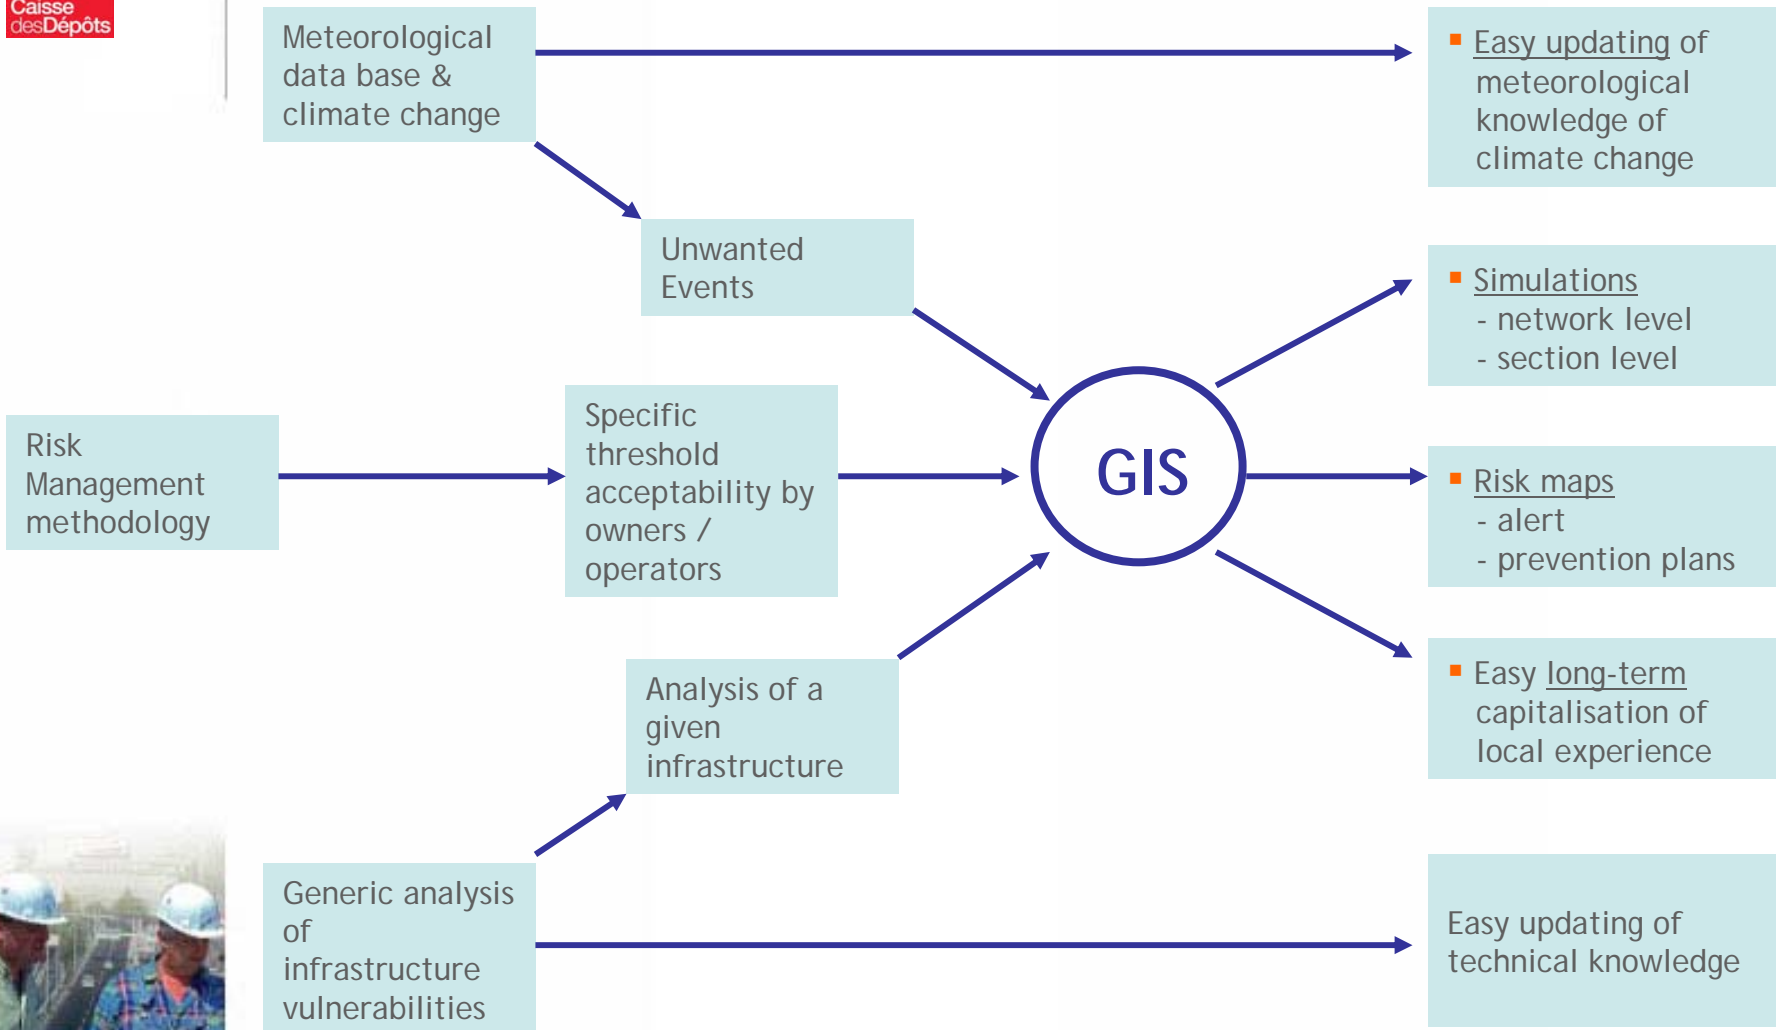 Caisse
desDépôts
Meteorological
data base &
climate change
▪ Easy updating of
meteorological
knowledge of
climate change
Unwanted
Events
▪ Simulations
- network level
- section level
Risk
Management
methodology
Specific
threshold
acceptability by
owners /
operators
GIS
▪ Risk maps
- alert
- prevention plans
Analysis of a
given
infrastructure
▪ Easy long-term
capitalisation of
local experience
Generic analysis
of
infrastructure
vulnerabilities
Easy updating of
technical knowledge